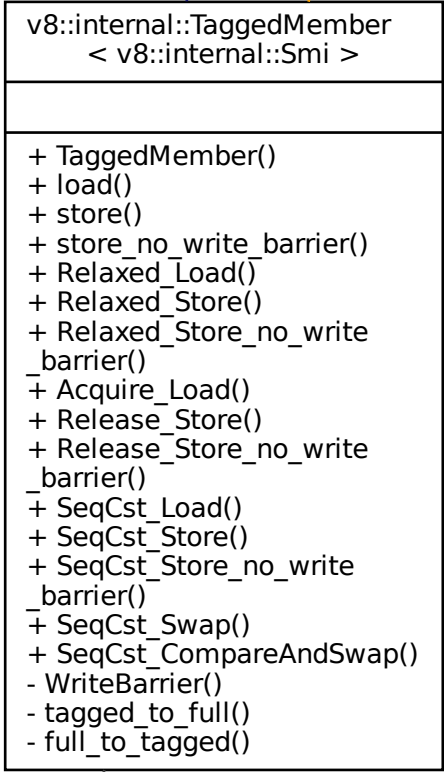 v8::internal::TaggedMember
< v8::internal::Smi >
+ TaggedMember()
+ load()
+ store()
+ store_no_write_barrier()
+ Relaxed_Load()
+ Relaxed_Store()
+ Relaxed_Store_no_write
_barrier()
+ Acquire_Load()
+ Release_Store()
+ Release_Store_no_write
_barrier()
+ SeqCst_Load()
+ SeqCst_Store()
+ SeqCst_Store_no_write
_barrier()
+ SeqCst_Swap()
+ SeqCst_CompareAndSwap()
- WriteBarrier()
- tagged_to_full()
- full_to_tagged()